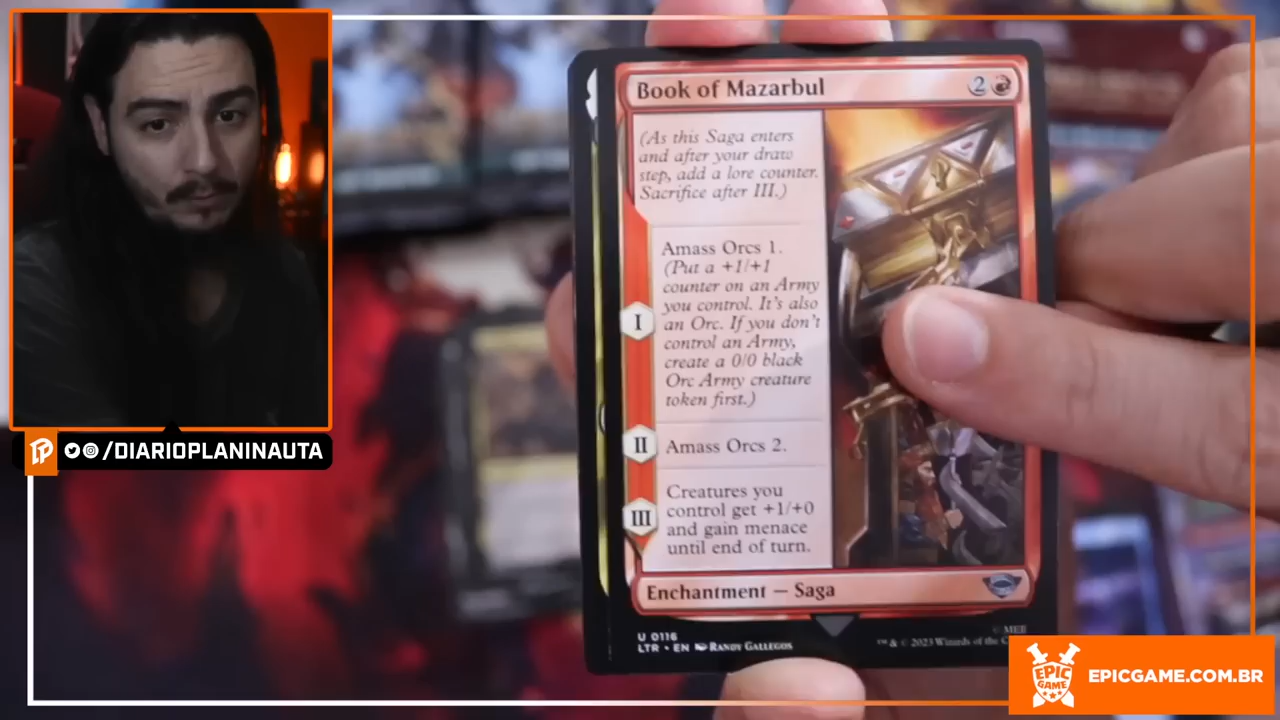 Book of Mazarbul
2
(As this Saga enters
and after your draw
step, add a lore counter.
Sacrifice after III.)
Amass Orcs 1.
(Put a +1/+1
counter on an Army
you control. It's also
an Orc. If you don't
control an Army,
create a 0/0 black
Orc Army creature
token first.)
I
II
Amass Orcs 2.
III
Creatures you
control get +1/+0
and gain menace
until end of turn.
Enchantment — Saga
U 0116
LTR • EN RANDY GALLEGOS
© MEE
™ & © 2023 Wizards of the
/DIARIOPLANINAUTA
EPIC
GAME
EPICGAME.COM.BR